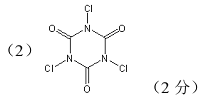 Cl
O N O
(2)
N N
Cl Cl
O
(2 分)